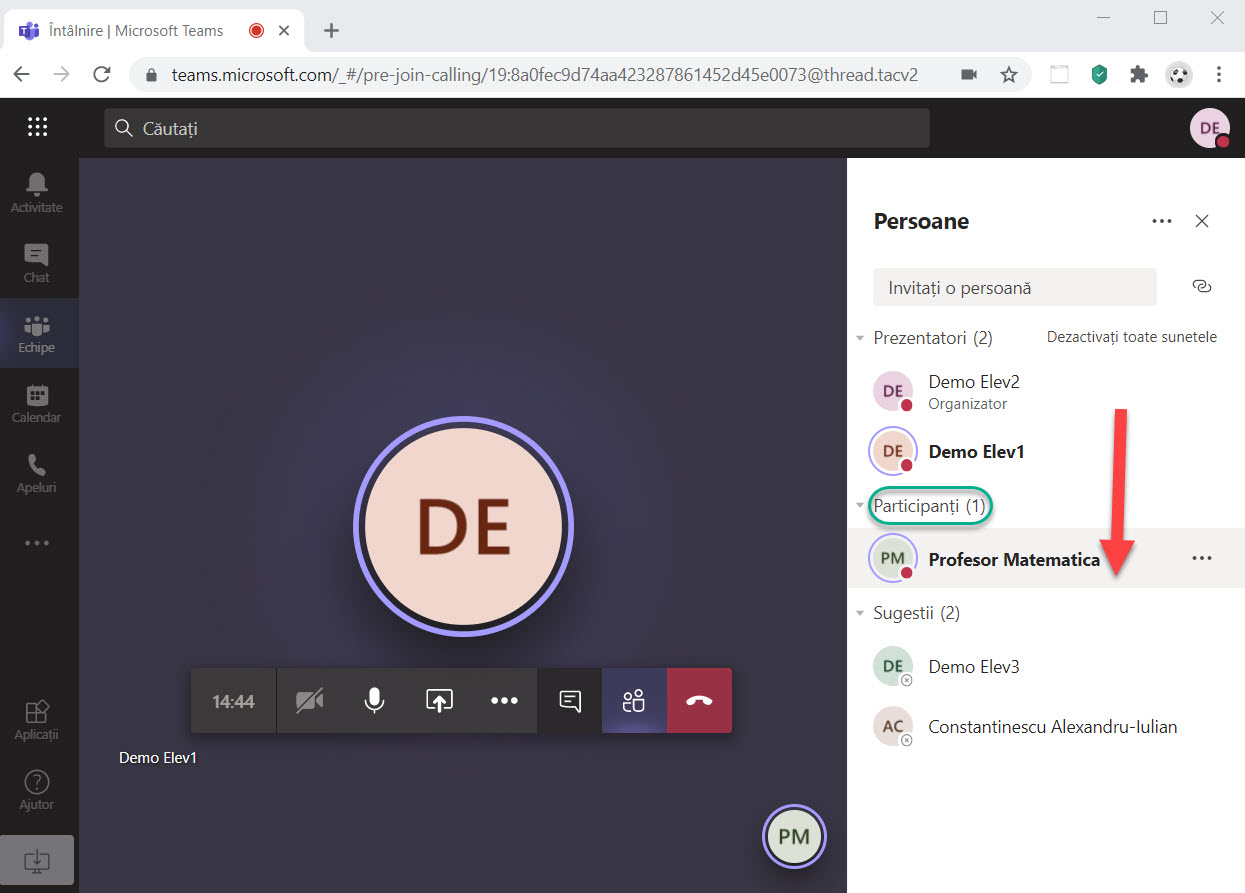 Întâlnire | Microsoft Teams
teams.microsoft.com/_#/pre-join-calling/19:8a0fec9d74aa423287861452d45e0073@thread.tacv2
Căutați
DE
Activitate
Chat
Echipe
Calendar
Apeluri
Aplicații
Ajutor
DE
14:44
Demo Elev1
PM
Persoane
Invitați o persoană
Prezentatori (2) Dezactivați toate sunetele
DE Demo Elev2
Organizator
DE Demo Elev1
Participanți (1)
PM Profesor Matematica
Sugestii (2)
DE Demo Elev3
AC Constantinescu Alexandru-Iulian